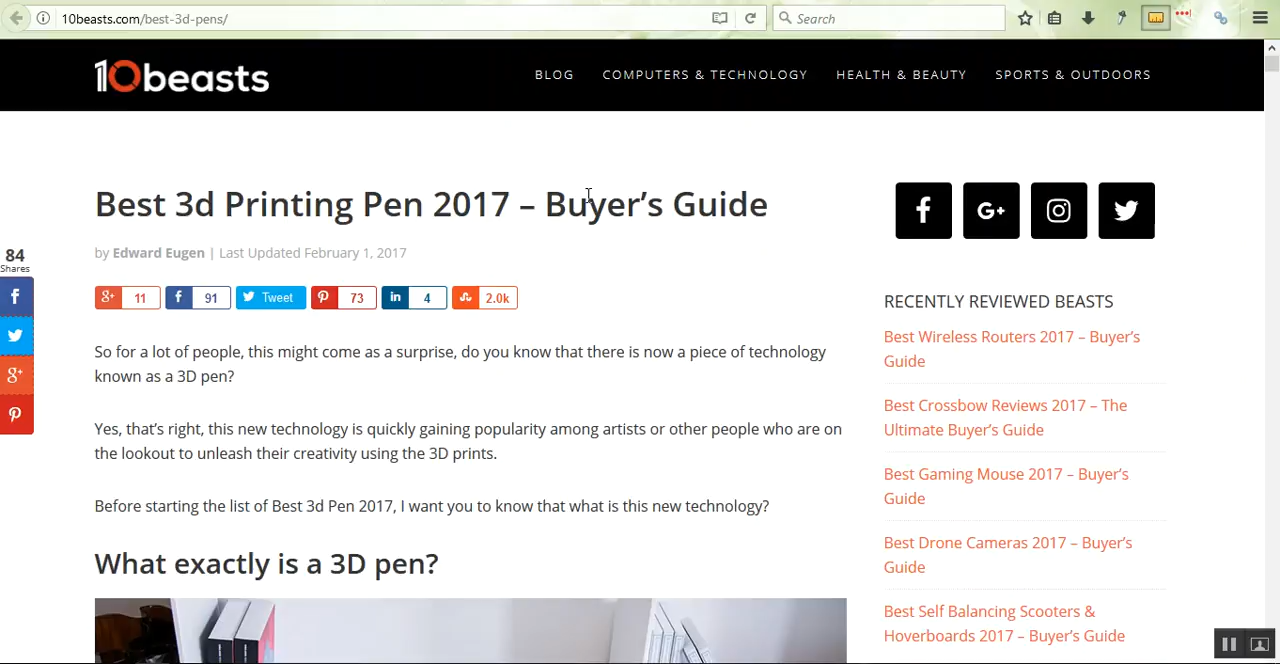 10beasts.com/best-3d-pens/
Search
10beasts
BLOG
COMPUTERS & TECHNOLOGY
HEALTH & BEAUTY
SPORTS & OUTDOORS
Best 3d Printing Pen 2017 – Buyer’s Guide
by Edward Eugen | Last Updated February 1, 2017
84
Shares
11
91
Tweet
73
4
2.0k
So for a lot of people, this might come as a surprise, do you know that there is now a piece of technology
known as a 3D pen?
Yes, that’s right, this new technology is quickly gaining popularity among artists or other people who are on
the lookout to unleash their creativity using the 3D prints.
Before starting the list of Best 3d Pen 2017, I want you to know that what is this new technology?
What exactly is a 3D pen?
RECENTLY REVIEWED BEASTS
Best Wireless Routers 2017 – Buyer’s
Guide
Best Crossbow Reviews 2017 – The
Ultimate Buyer’s Guide
Best Gaming Mouse 2017 – Buyer’s
Guide
Best Drone Cameras 2017 – Buyer’s
Guide
Best Self Balancing Scooters &
Hoverboards 2017 – Buyer’s Guide